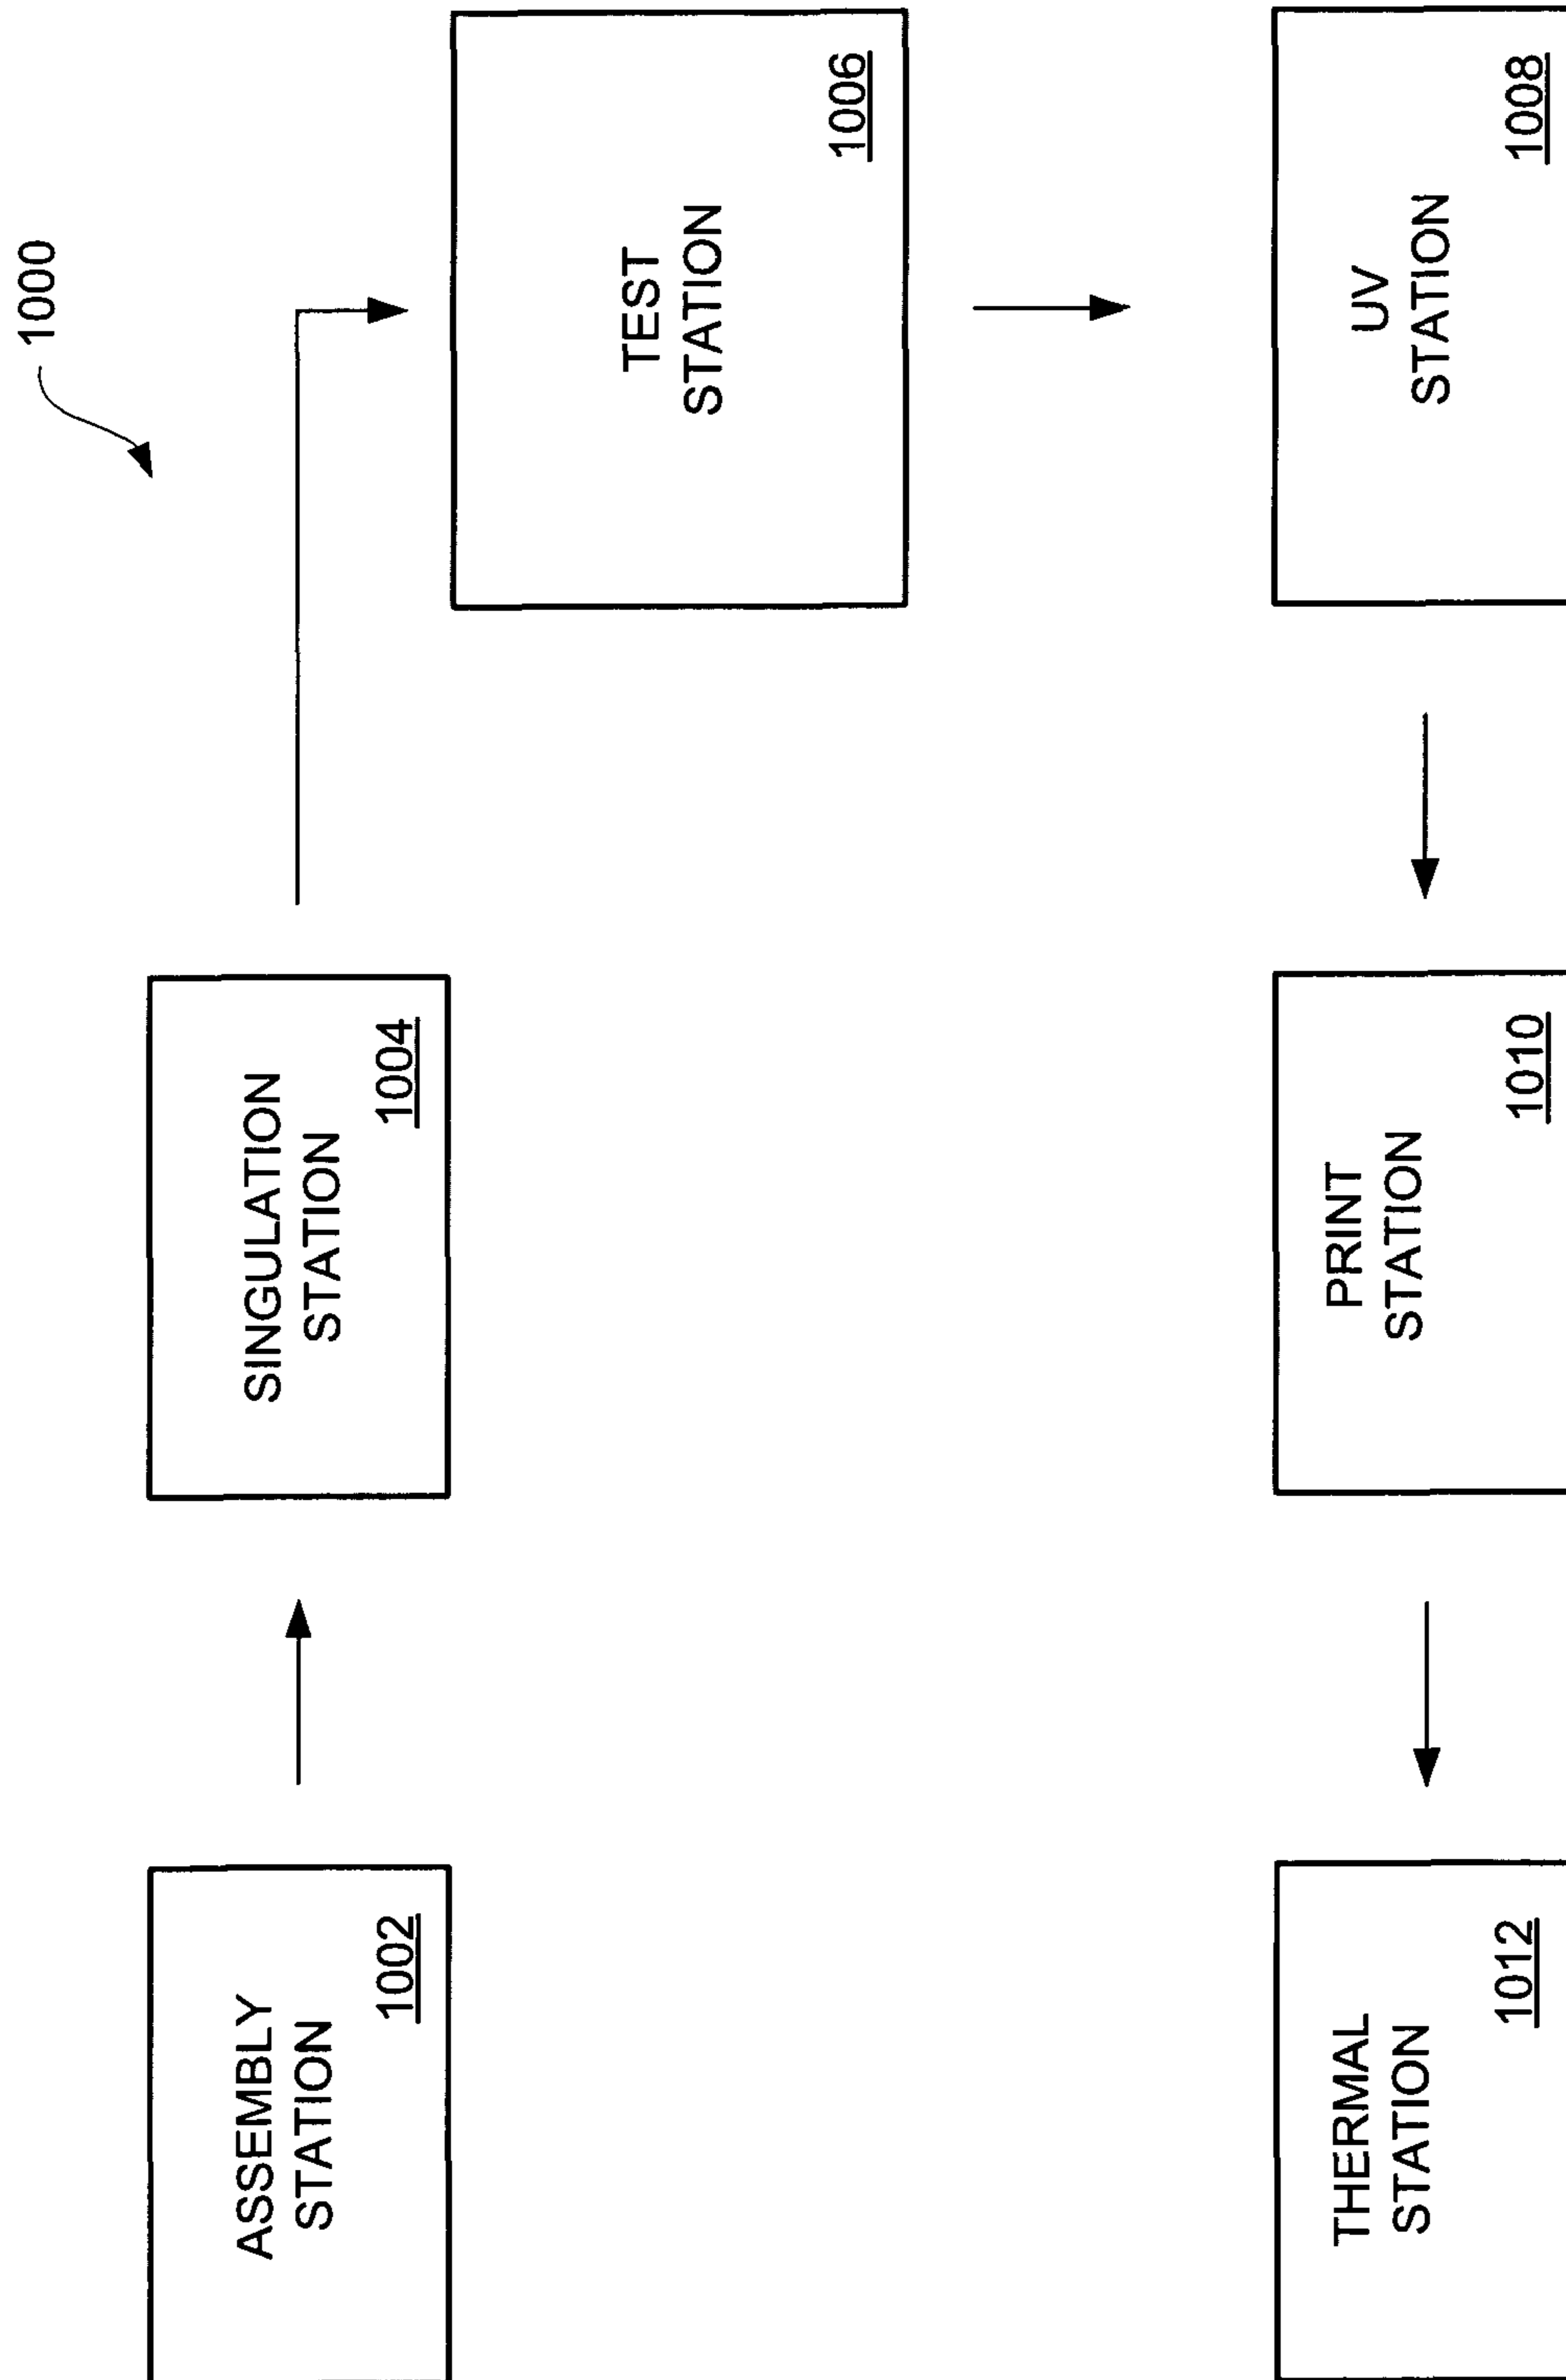 1000
ASSEMBLY
STATION
1002
SINGULATION
STATION
1004
TEST
STATION
1006
UV
STATION
1008
PRINT
STATION
1010
THERMAL
STATION
1012